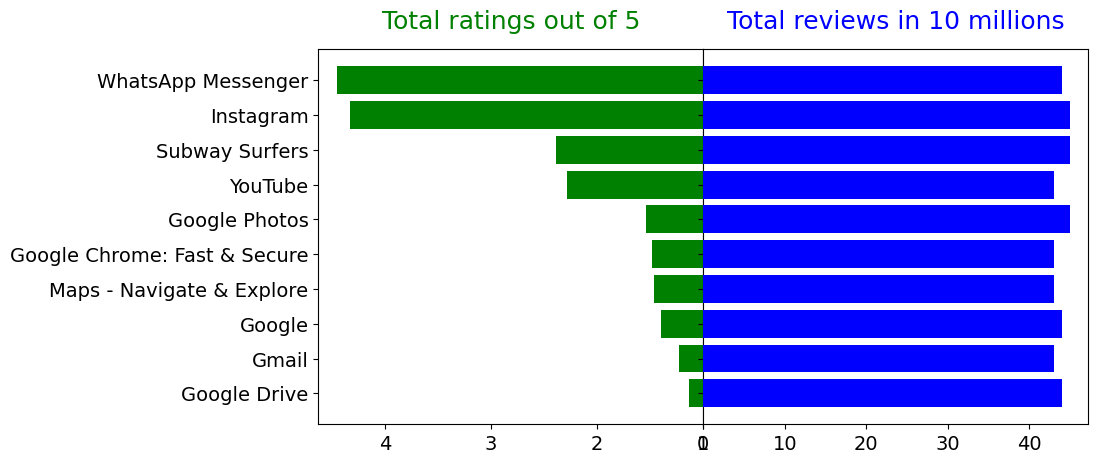 Total ratings out of 5 Total reviews in 10 millions
WhatsApp Messenger
Instagram
Subway Surfers
YouTube
Google Photos
Google Chrome: Fast & Secure
Maps - Navigate & Explore
Google
Gmail
Google Drive
4 3 2 1 0 10 20 30 40